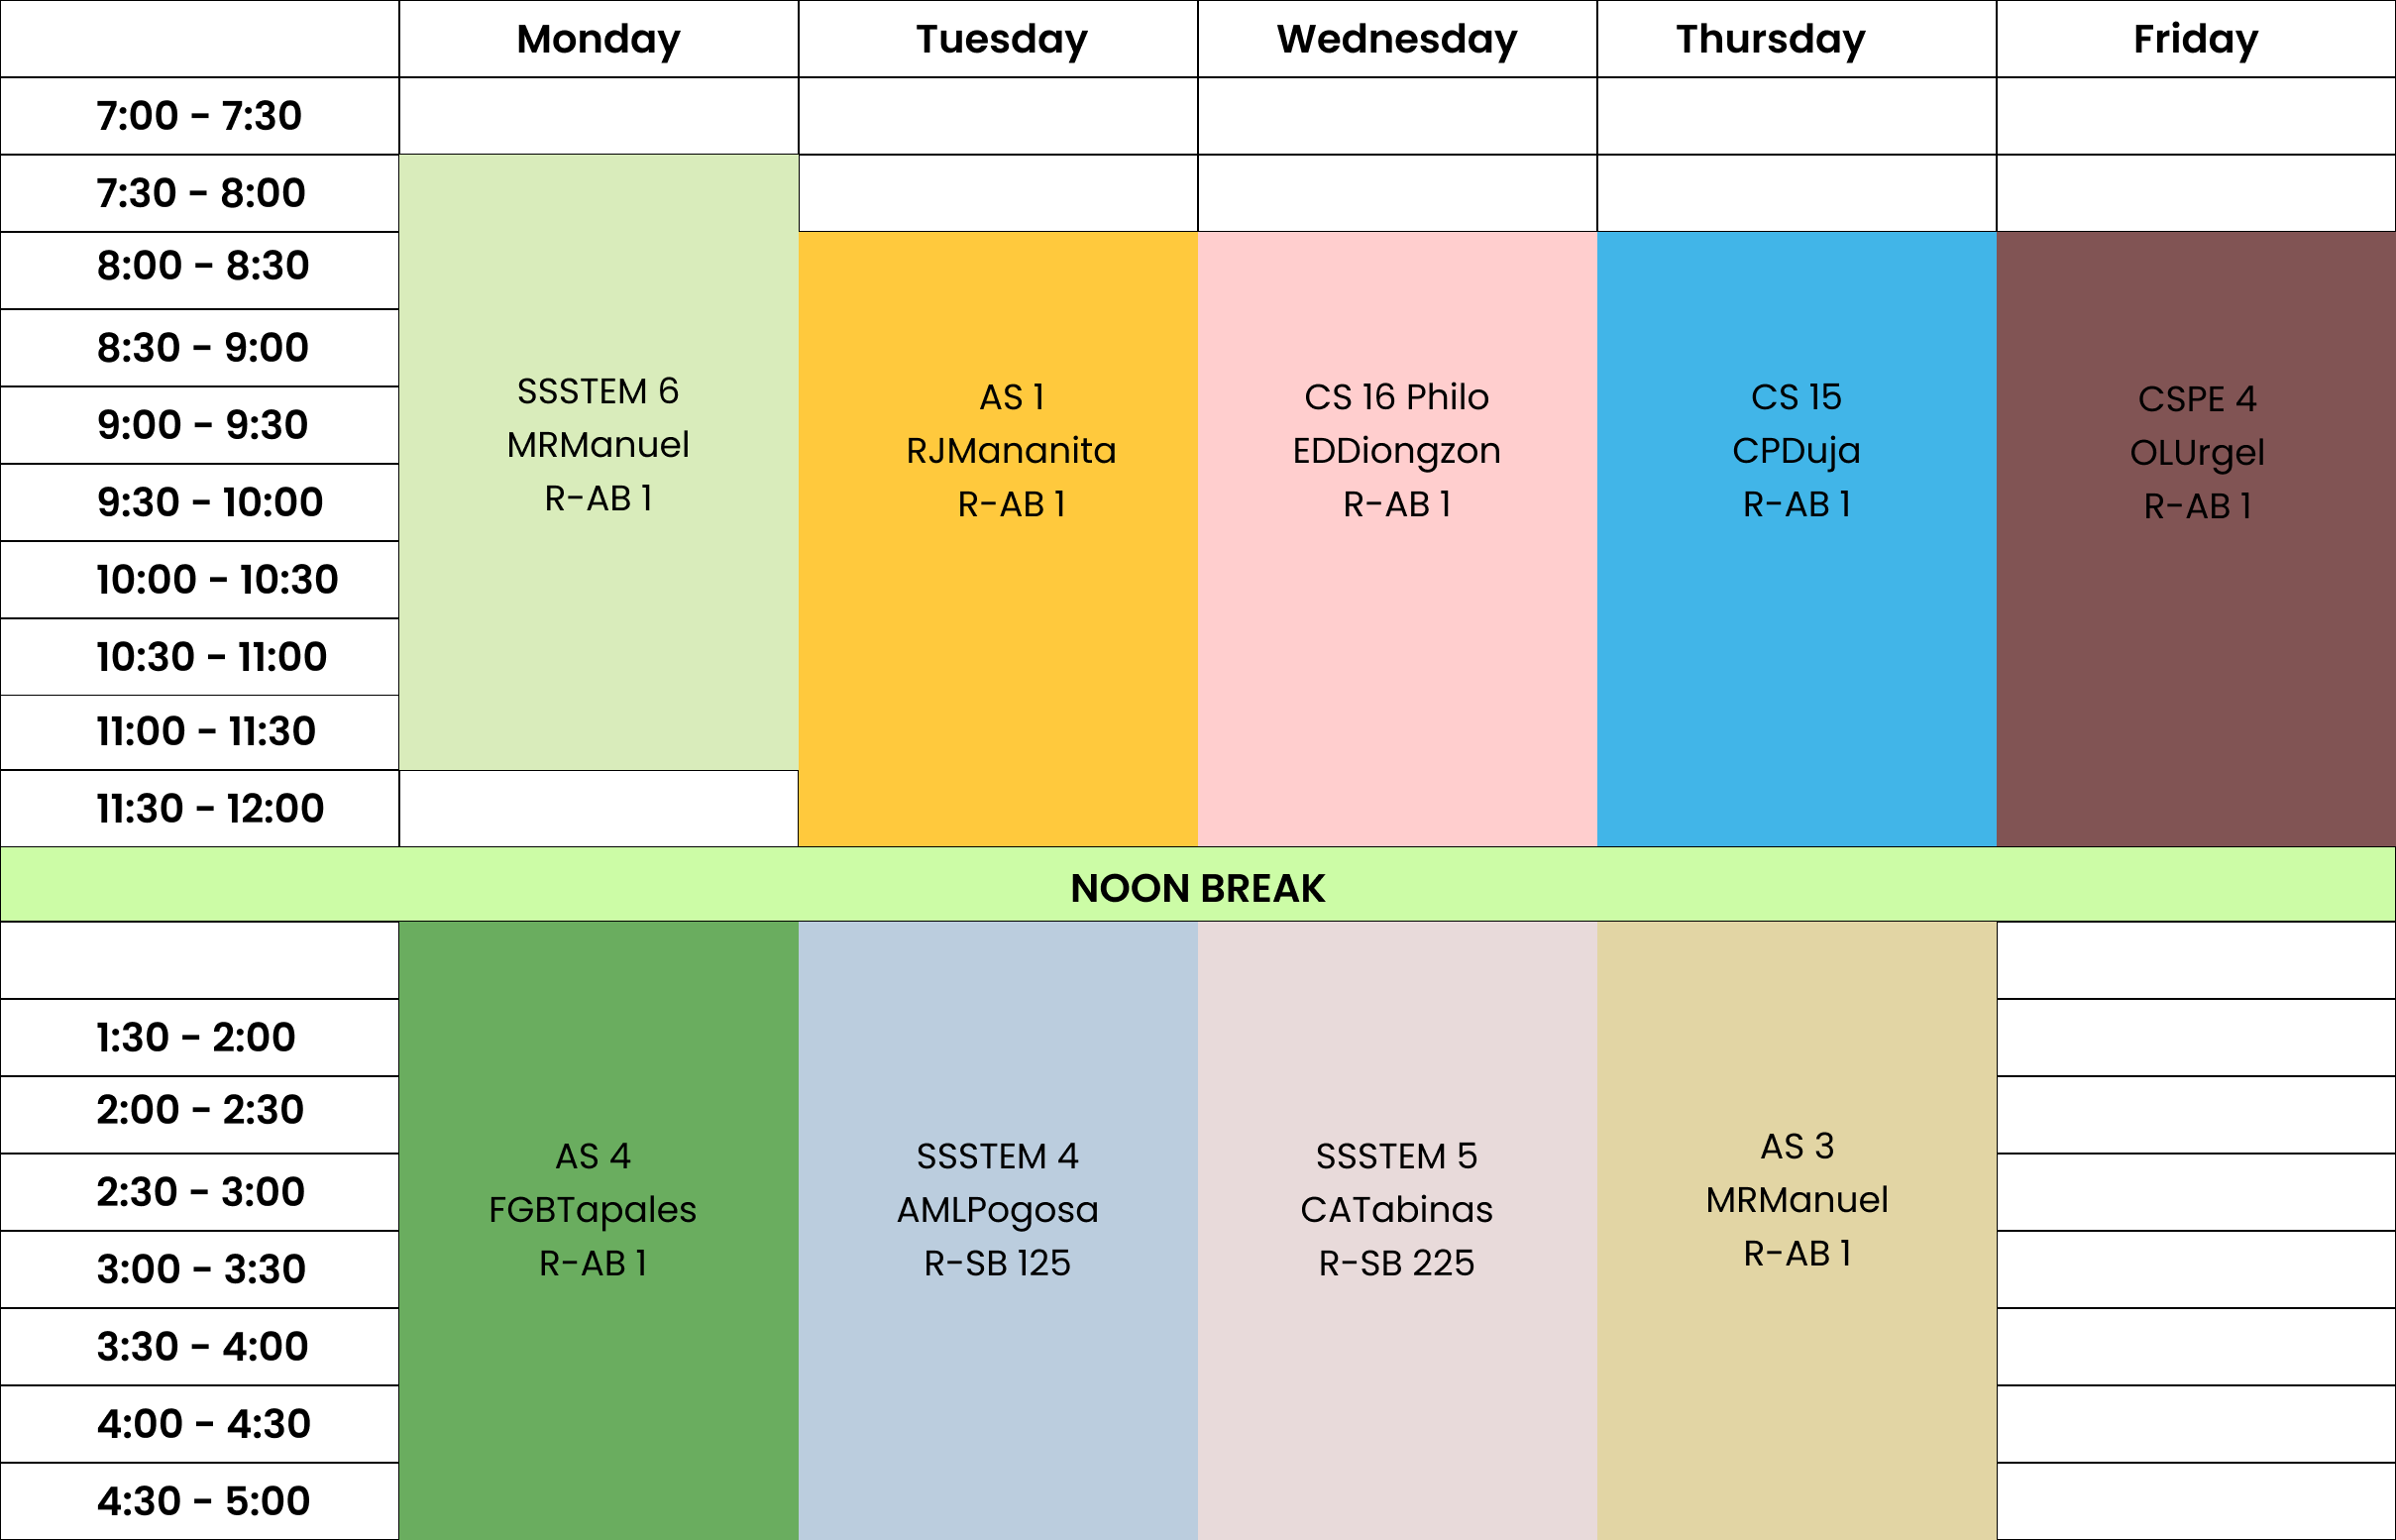 Monday Tuesday Wednesday Thursday Friday
7:00 - 7:30
7:30 - 8:00
8:00 - 8:30
8:30 - 9:00
9:00 - 9:30
9:30 - 10:00
10:00 - 10:30
10:30 - 11:00
11:00 - 11:30
11:30 - 12:00
SSSTEM 6
MRManuel
R-AB 1
AS 1
RJMananita
R-AB 1
CS 16 Philo
EDDiongzon
R-AB 1
CS 15
CPDuja
R-AB 1
CSPE 4
OLUrgel
R-AB 1
NOON BREAK
1:30 - 2:00
2:00 - 2:30
2:30 - 3:00
3:00 - 3:30
3:30 - 4:00
4:00 - 4:30
4:30 - 5:00
AS 4
FGBTapales
R-AB 1
SSSTEM 4
AMLPogosa
R-SB 125
SSSTEM 5
CATabinas
R-SB 225
AS 3
MRManuel
R-AB 1